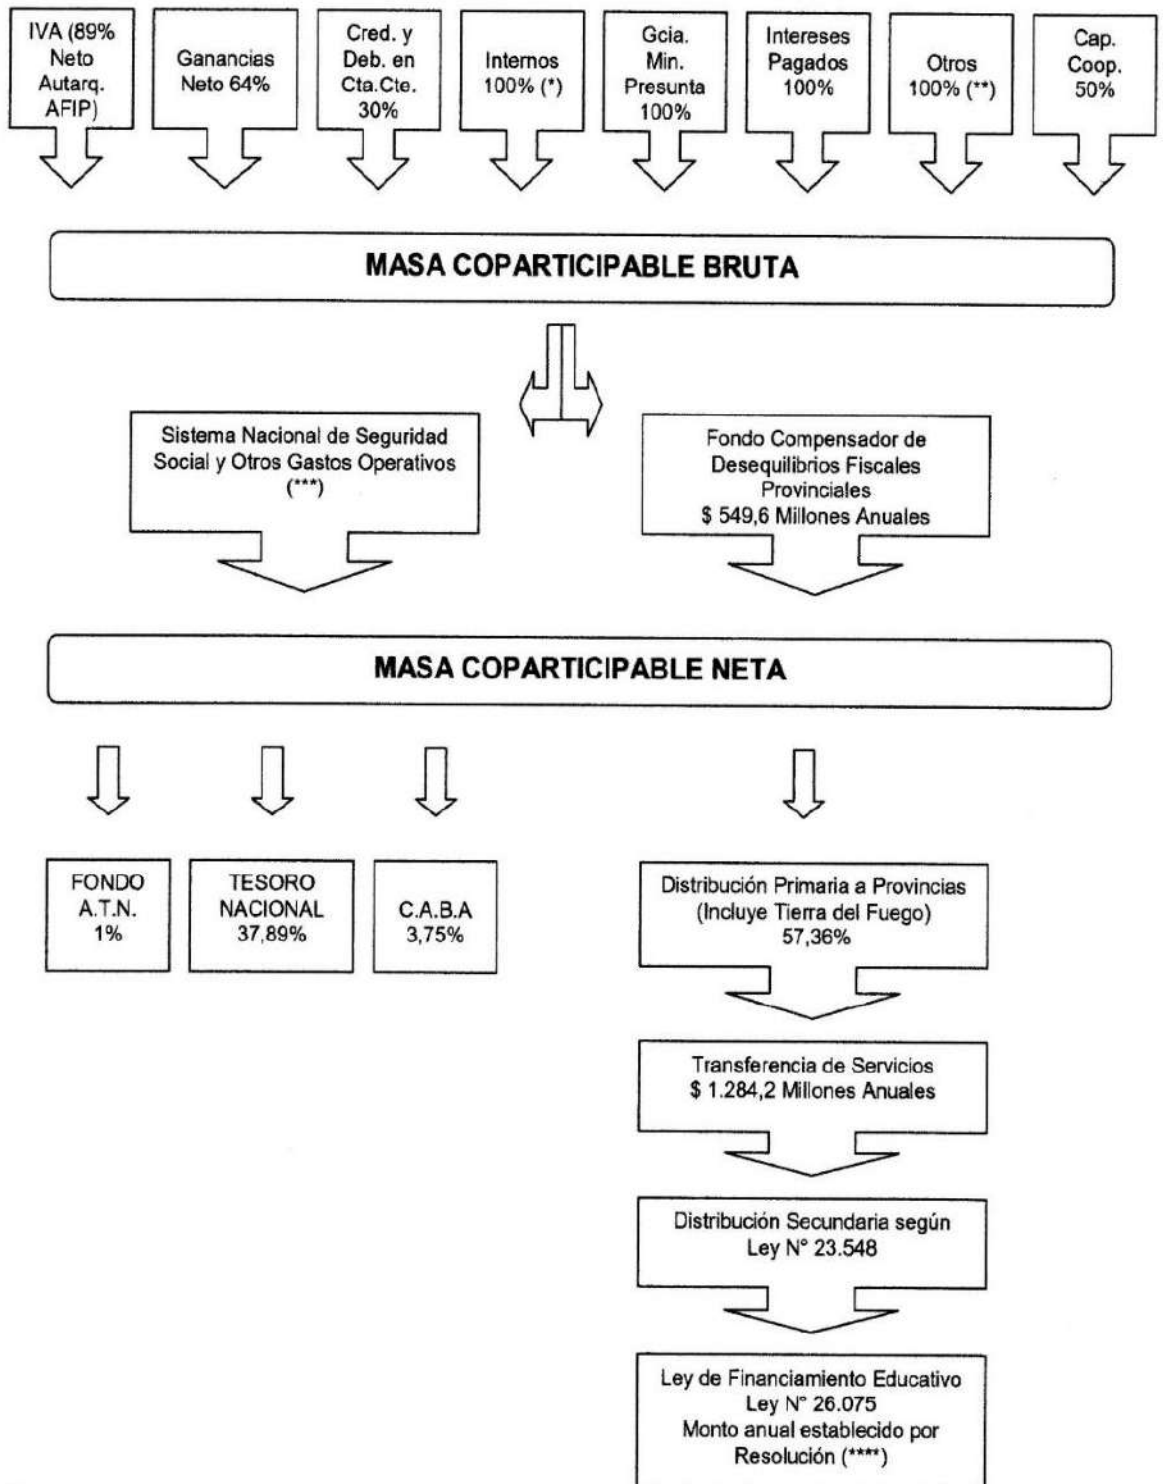 IVA (89%
Neto
Autarq.
AFIP)
Ganancias
Neto 64%
Cred. y
Deb. en
Cta.Cte.
30%
Internos
100% (*)
Gcia.
Min.
Presunta
100%
Intereses
Pagados
100%
Otros
100% (**)
Cap.
Coop.
50%
MASA COPARTICIPABLE BRUTA
Sistema Nacional de Seguridad
Social y Otros Gastos Operativos
(***)
Fondo Compensador de
Desequilibrios Fiscales
Provinciales
$ 549,6 Millones Anuales
MASA COPARTICIPABLE NETA
FONDO
A.T.N.
1%
TESORO
NACIONAL
37,89%
C.A.B.A
3,75%
Distribución Primaria a Provincias
(Incluye Tierra del Fuego)
57,36%
Transferencia de Servicios
$ 1.284,2 Millones Anuales
Distribución Secundaria según
Ley N° 23.548
Ley de Financiamiento Educativo
Ley N° 26.075
Monto anual establecido por
Resolución (****)